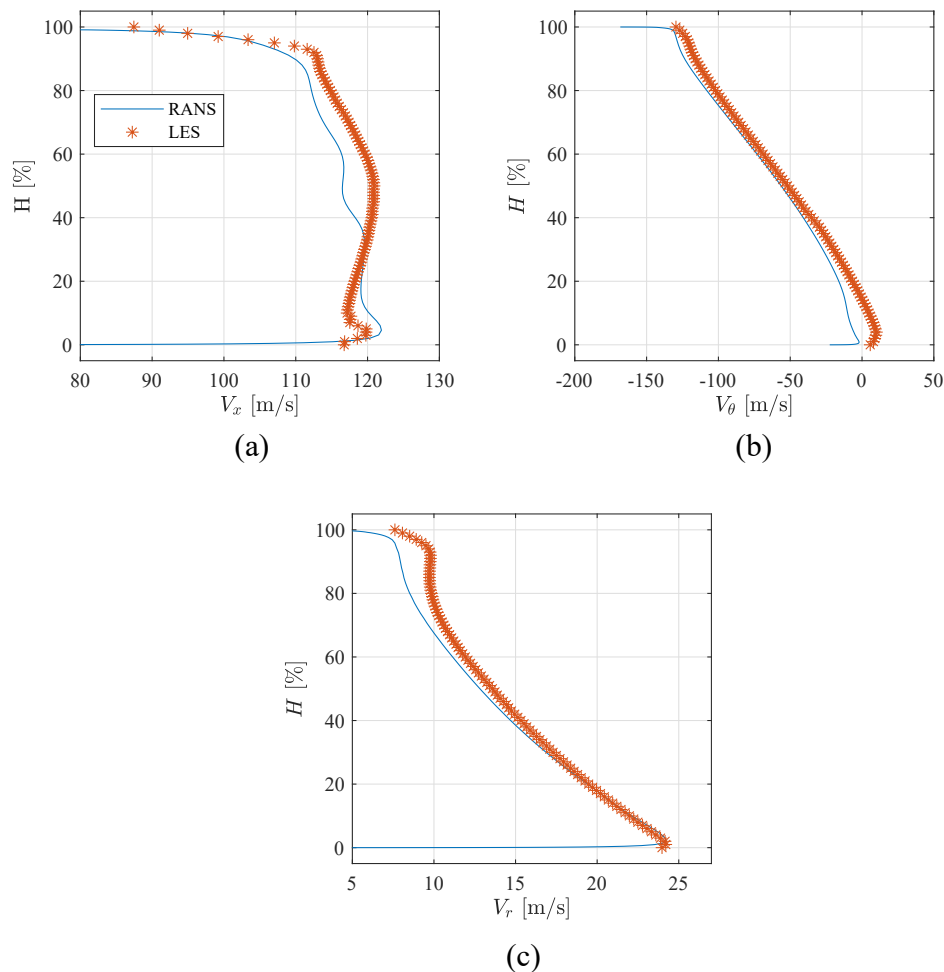 100%
80%
60%
40%
20%
0%
H [%]
RANS
LES
80 90 100 110 120 130
V_x [m/s]
(a)
100%
80%
60%
40%
20%
0%
H [%]
-200 -150 -100 -50 0 50
V_θ [m/s]
(b)
100%
80%
60%
40%
20%
0%
H [%]
5 10 15 20 25
V_r [m/s]
(c)